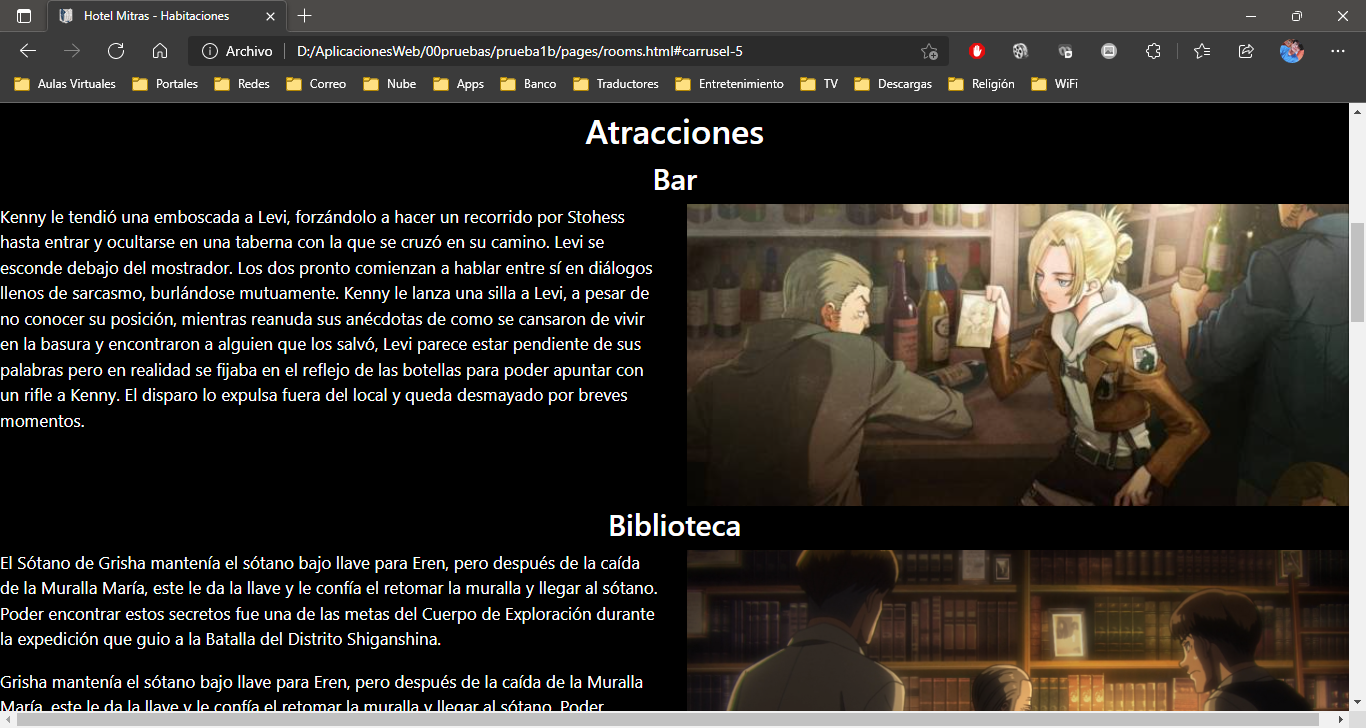 Hotel Mitras - Habitaciones
Archivo
D:/AplicacionesWeb/00pruebas/prueba1b/pages/rooms.html#carrusel-5
Aulas Virtuales Portales Redes Correo Nube Apps Banco Traductores Entretenimiento TV Descargas Religión WiFi
Atracciones
Bar
Kenny le tendió una emboscada a Levi, forzándolo a hacer un recorrido por Stohess
hasta entrar y ocultarse en una taberna con la que se cruzó en su camino. Levi se
esconde debajo del mostrador. Los dos pronto comienzan a hablar entre sí en diálogos
llenos de sarcasmo, burlándose mutuamente. Kenny le lanza una silla a Levi, a pesar de
no conocer su posición, mientras reanuda sus anécdotas de como se cansaron de vivir
en la basura y encontraron a alguien que los salvó, Levi parece estar pendiente de sus
palabras pero en realidad se fijaba en el reflejo de las botellas para poder apuntar con
un rifle a Kenny. El disparo lo expulsa fuera del local y queda desmayado por breves
momentos.
Biblioteca
El Sótano de Grisha mantenía el sótano bajo llave para Eren, pero después de la caída
de la Muralla María, este le da la llave y le confía el retomar la muralla y llegar al sótano.
Poder encontrar estos secretos fue una de las metas del Cuerpo de Exploración durante
la expedición que guio a la Batalla del Distrito Shiganshina.
Grisha mantenía el sótano bajo llave para Eren, pero después de la caída de la Muralla
María, este le da la llave y le confía el retomar la muralla y llegar al sótano. Poder